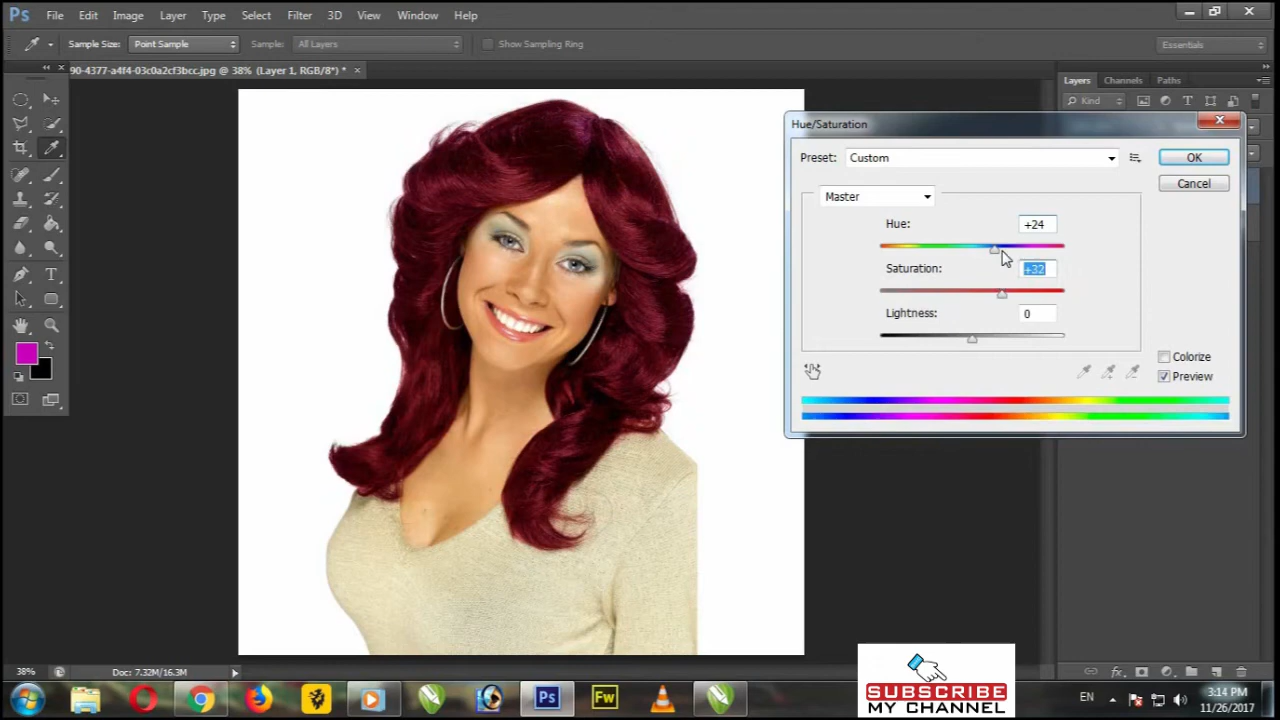 Ps File Edit Image Layer Type Select Filter 3D View Window Help
Sample Size: Point Sample Sample: All Layers Show Sampling Ring Essentials
90-4377-a4f4-03c0a2cf3bcc.jpg @ 38% (Layer 1, RGB/8*) * ×
Layers Channels Paths
Kind
Hue/Saturation
Preset: Custom OK
Cancel
Master
Hue: +24
Saturation: +32
Lightness: 0
Colorize
Preview
38% Doc: 7.32M/16.3M
SUBSCRIBE
MY CHANNEL
Ps Fw EN 3:14 PM
11/26/2017